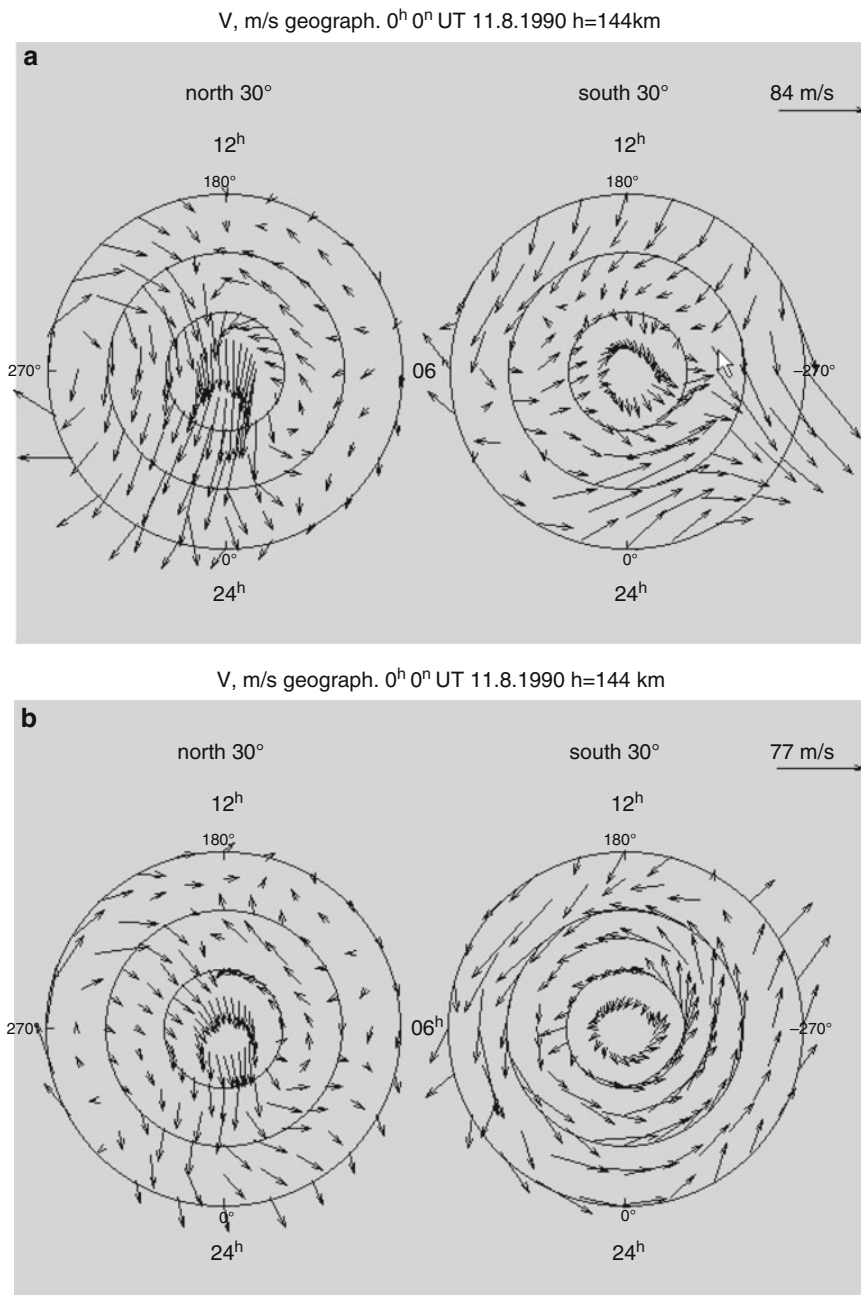 V, m/s geograph. 0h 0n UT 11.8.1990 h=144km
a
north 30° south 30° 84 m/s
12h 12h
180° 180°
270° 06 –270°
0° 0°
24h 24h
V, m/s geograph. 0h 0n UT 11.8.1990 h=144 km
b
north 30° south 30° 77 m/s
12h 12h
180° 180°
270° 06h –270°
0° 0°
24h 24h